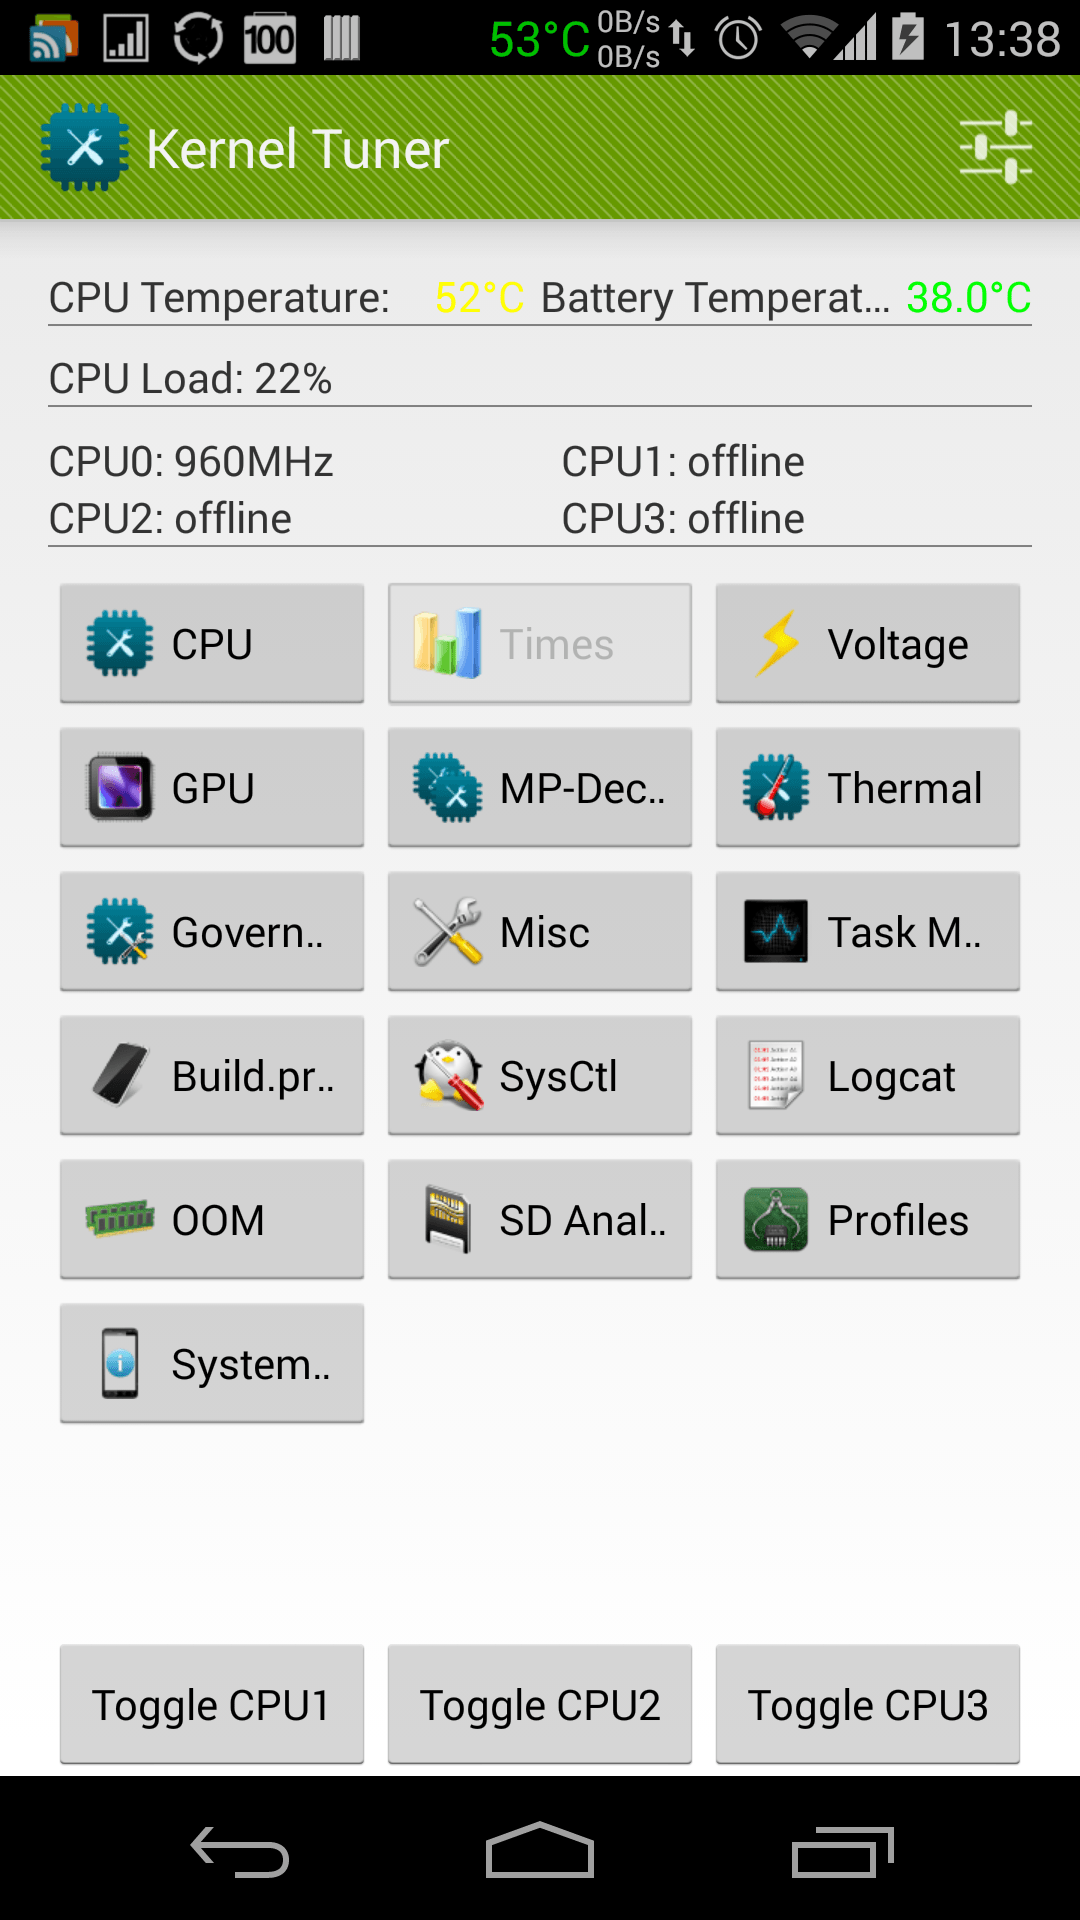 100 53°C 0B/s 13:38
0B/s
Kernel Tuner
CPU Temperature: 52°C Battery Temperat... 38.0°C
CPU Load: 22%
CPU0: 960MHz CPU1: offline
CPU2: offline CPU3: offline
CPU Times Voltage
GPU MP-Dec.. Thermal
Govern.. Misc Task M..
Build.pr.. SysCtl Logcat
OOM SD Anal.. Profiles
System..
Toggle CPU1 Toggle CPU2 Toggle CPU3